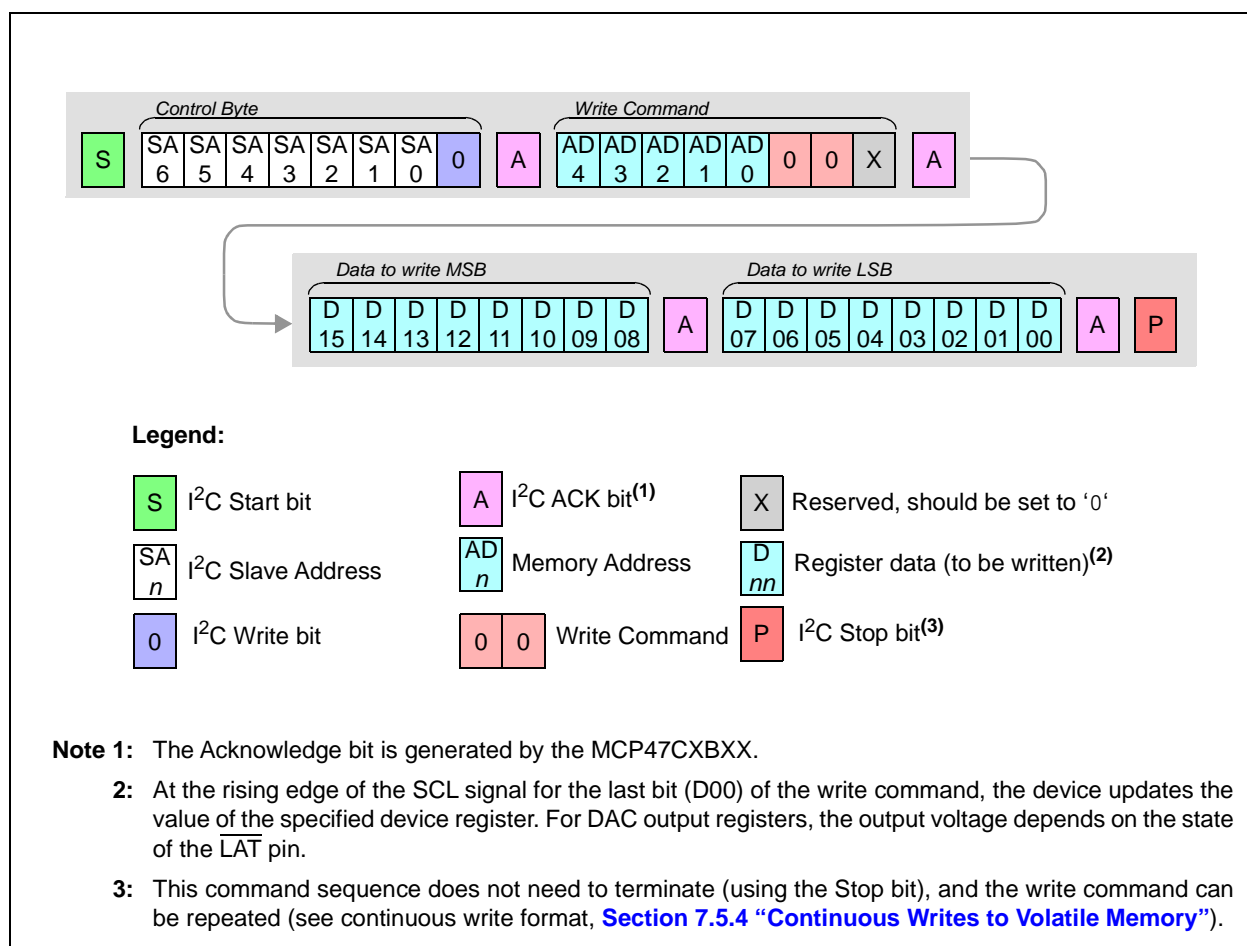 Control Byte Write Command
S SA 6 SA 5 SA 4 SA 3 SA 2 SA 1 SA 0 0 A AD 4 AD 3 AD 2 AD 1 AD 0 0 0 X A
Data to write MSB Data to write LSB
D 15 D 14 D 13 D 12 D 11 D 10 D 09 D 08 A D 07 D 06 D 05 D 04 D 03 D 02 D 01 D 00 A P
Legend:
S I²C Start bit
A I²C ACK bit(1)
X Reserved, should be set to ‘0‘
SA n I²C Slave Address
AD n Memory Address
D nn Register data (to be written)(2)
0 I²C Write bit
0 0 Write Command
P I²C Stop bit(3)
Note 1: The Acknowledge bit is generated by the MCP47CXBXX.
2: At the rising edge of the SCL signal for the last bit (D00) of the write command, the device updates the
value of the specified device register. For DAC output registers, the output voltage depends on the state
of the LAT pin.
3: This command sequence does not need to terminate (using the Stop bit), and the write command can
be repeated (see continuous write format, Section 7.5.4 “Continuous Writes to Volatile Memory”).